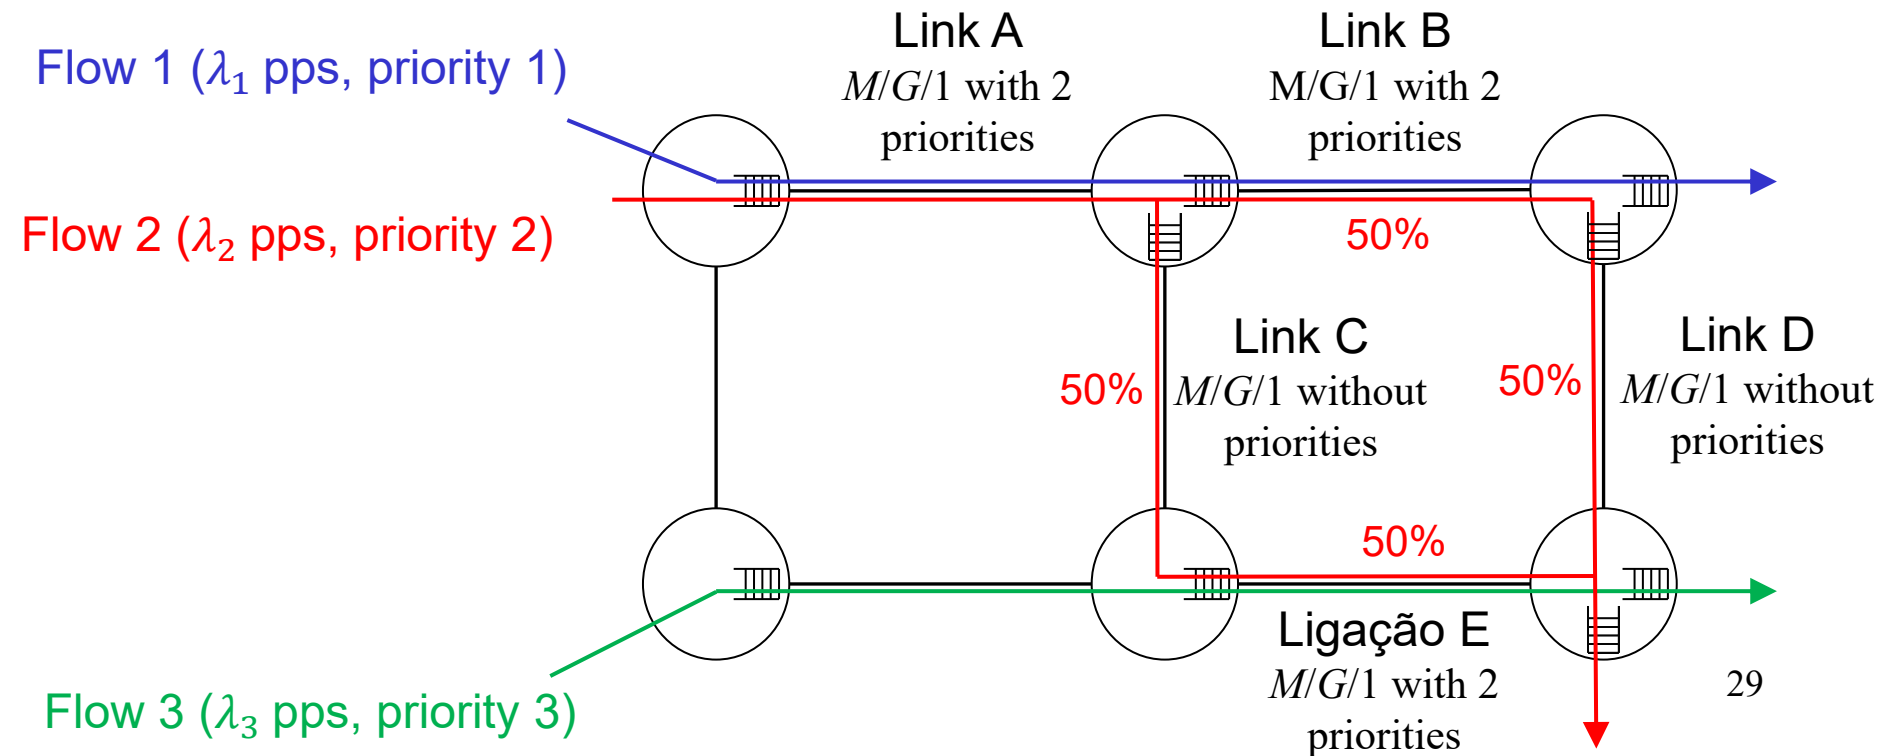 Link A
M/G/1 with 2
priorities
Link B
M/G/1 with 2
priorities
Flow 1 (λ₁ pps, priority 1)
Flow 2 (λ₂ pps, priority 2)
50%
Link C
M/G/1 without
priorities
50%
50%
Link D
M/G/1 without
priorities
50%
Ligação E
M/G/1 with 2
priorities
Flow 3 (λ₃ pps, priority 3)
29